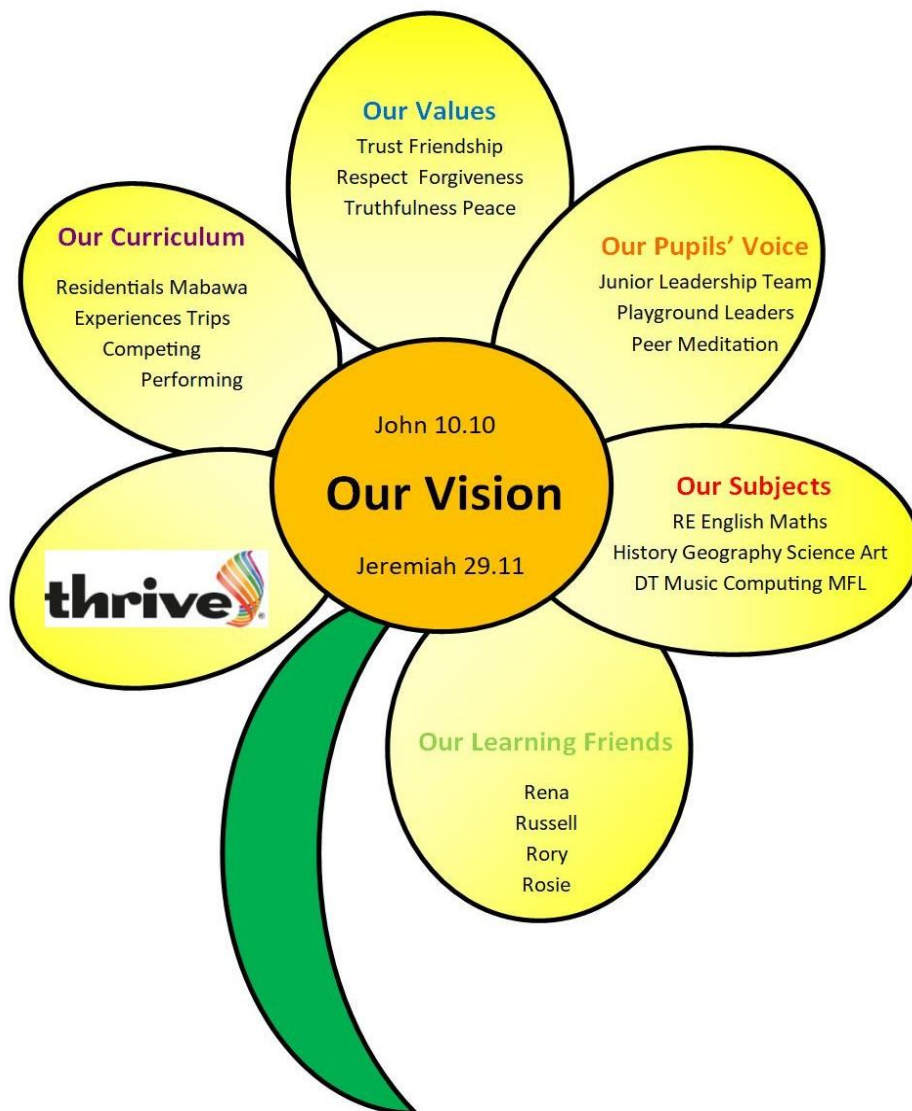 Our Values
Trust Friendship
Respect Forgiveness
Truthfulness Peace
Our Pupils' Voice
Junior Leadership Team
Playground Leaders
Peer Meditation
Our Curriculum
Residentials Mabawa
Experiences Trips
Competing
Performing
John 10.10
Our Vision
Jeremiah 29.11
Our Subjects
RE English Maths
History Geography Science Art
DT Music Computing MFL
thrive®
Our Learning Friends
Rena
Russell
Rory
Rosie